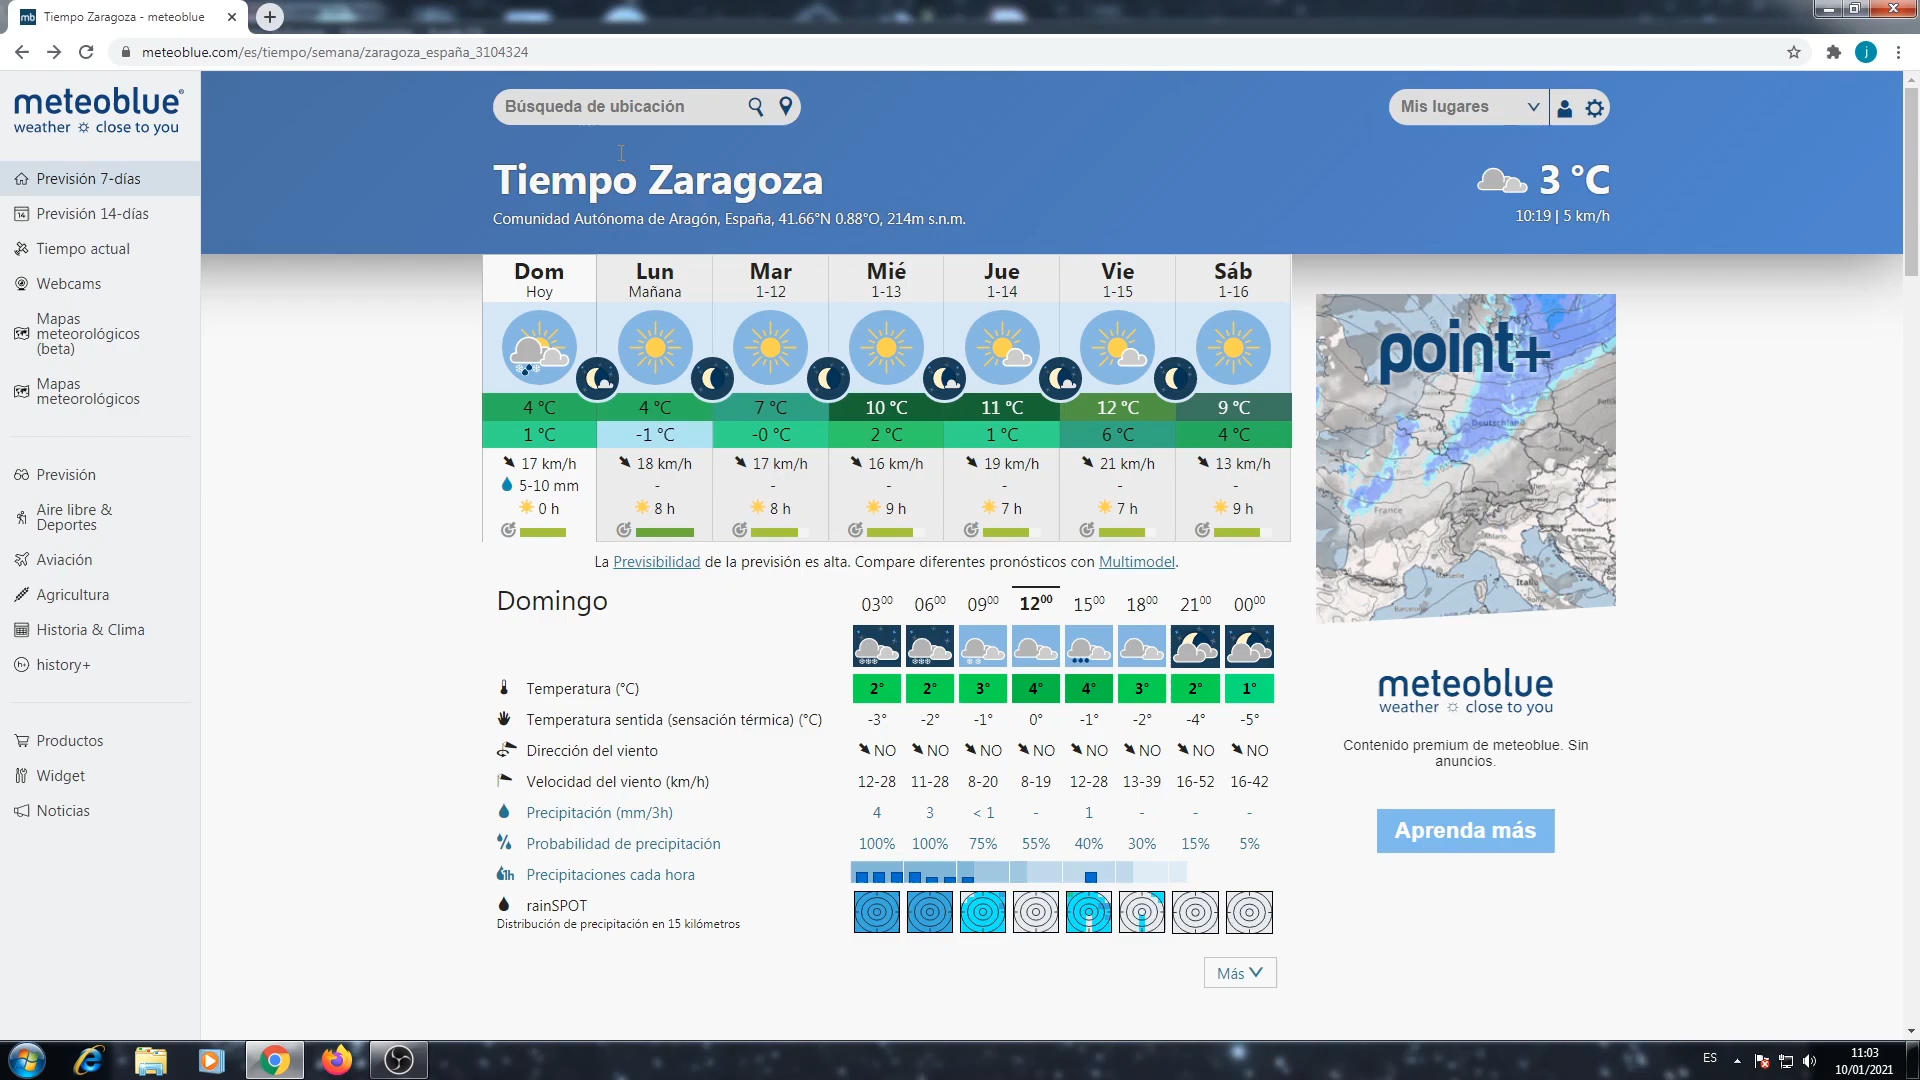 Tiempo Zaragoza - meteoblue
meteoblue.com/es/tiempo/semana/zaragoza_españa_3104324
j
meteoblue®
weather close to you
Búsqueda de ubicación
Mis lugares
Tiempo Zaragoza
Comunidad Autónoma de Aragón, España, 41.66°N 0.88°O, 214m s.n.m.
3 °C
10:19 | 5 km/h
Previsión 7-días
Previsión 14-días
Tiempo actual
Webcams
Mapas
meteorológicos
(beta)
Mapas
meteorológicos
Previsión
Aire libre &
Deportes
Aviación
Agricultura
Historia & Clima
history+
Productos
Widget
Noticias
Dom Lun Mar Mié Jue Vie Sáb
Hoy Mañana 1-12 1-13 1-14 1-15 1-16
4 °C 4 °C 7 °C 10 °C 11 °C 12 °C 9 °C
1 °C -1 °C -0 °C 2 °C 1 °C 6 °C 4 °C
17 km/h 18 km/h 17 km/h 16 km/h 19 km/h 21 km/h 13 km/h
5-10 mm - - - - - -
0 h 8 h 8 h 9 h 7 h 7 h 9 h
La Previsibilidad de la previsión es alta. Compare diferentes pronósticos con Multimodel.
Domingo 03⁰⁰ 06⁰⁰ 09⁰⁰ 12⁰⁰ 15⁰⁰ 18⁰⁰ 21⁰⁰ 00⁰⁰
Temperatura (°C) 2° 2° 3° 4° 4° 3° 2° 1°
Temperatura sentida (sensación térmica) (°C) -3° -2° -1° 0° -1° -2° -4° -5°
Dirección del viento NO NO NO NO NO NO NO NO
Velocidad del viento (km/h) 12-28 11-28 8-20 8-19 12-28 13-39 16-52 16-42
Precipitación (mm/3h) 4 3 < 1 - 1 - - -
Probabilidad de precipitación 100% 100% 75% 55% 40% 30% 15% 5%
Precipitaciones cada hora
rainSPOT
Distribución de precipitación en 15 kilómetros
Más
point+
Deutschland
France
Marseille
Barcelona
Italia
meteoblue
weather close to you
Contenido premium de meteoblue. Sin
anuncios.
Aprenda más
ES
11:03
10/01/2021